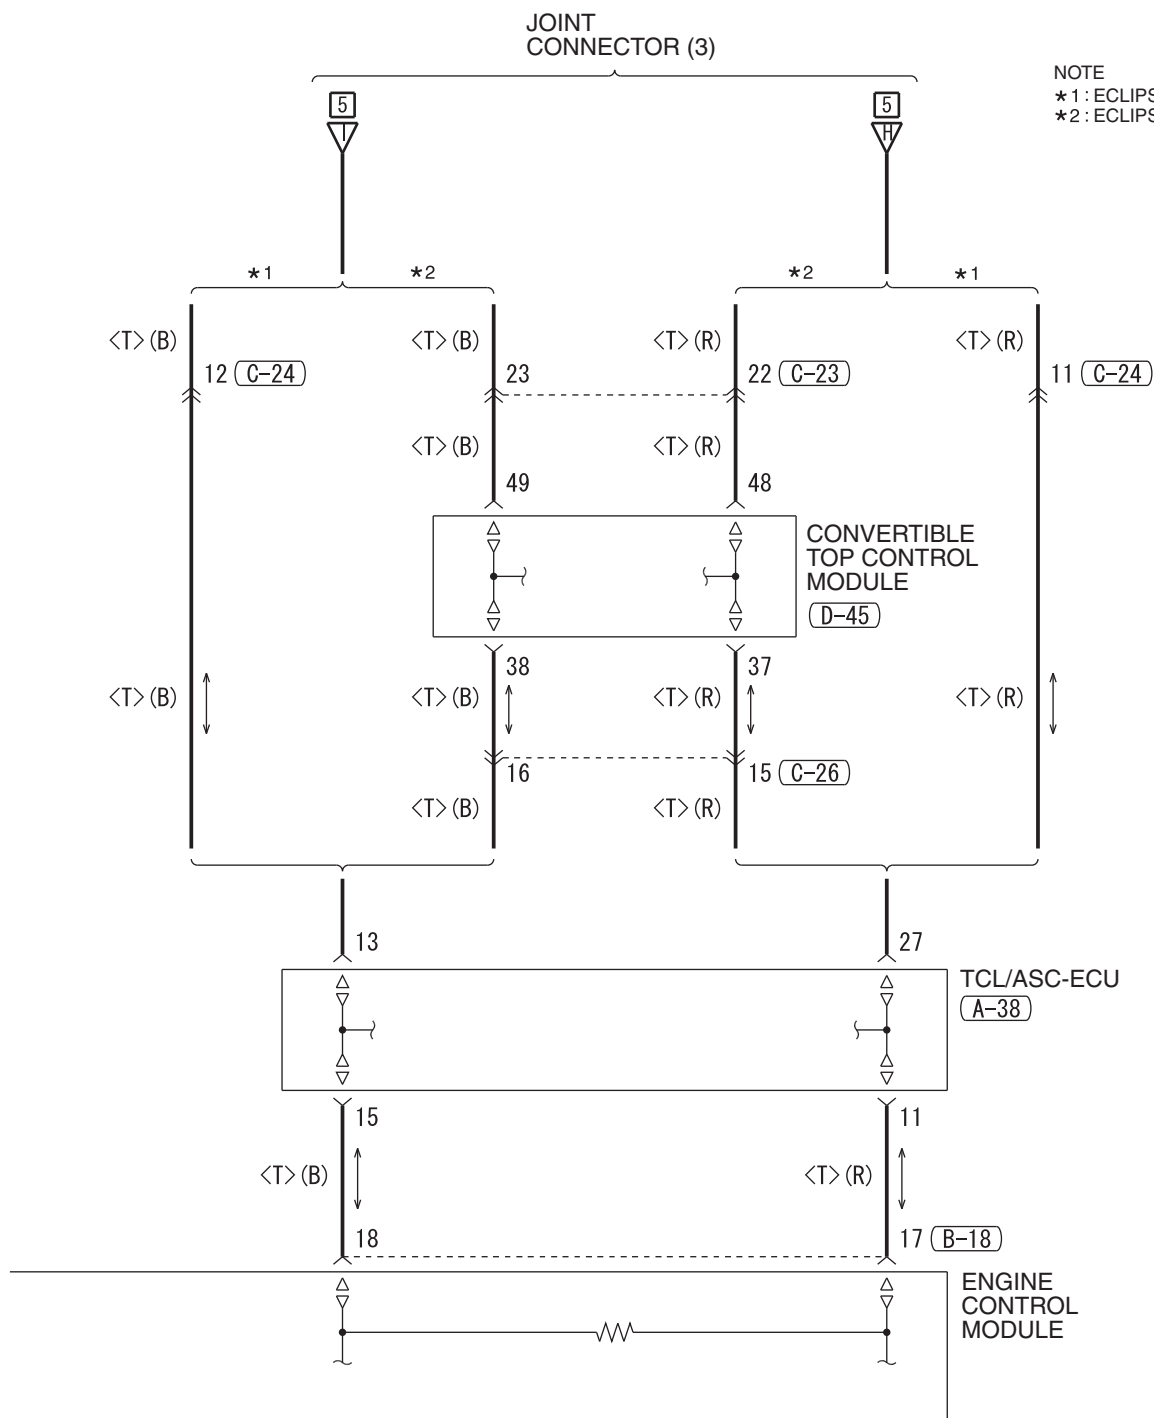 JOINT
CONNECTOR (3)
NOTE
*1 : ECLIPS
*2 : ECLIPS
5 5
I H
*1 *2 *2 *1
<T> (B) <T> (B) <T> (R) <T> (R)
12 C-24 23 22 C-23 11 C-24
<T> (B) <T> (R)
49 48
CONVERTIBLE
TOP CONTROL
MODULE
D-45
38 37
<T> (B) <T> (B) <T> (R) <T> (R)
16 15 C-26
<T> (B) <T> (R)
13 27
TCL/ASC-ECU
A-38
15 11
<T> (B) <T> (R)
18 17 B-18
ENGINE
CONTROL
MODULE